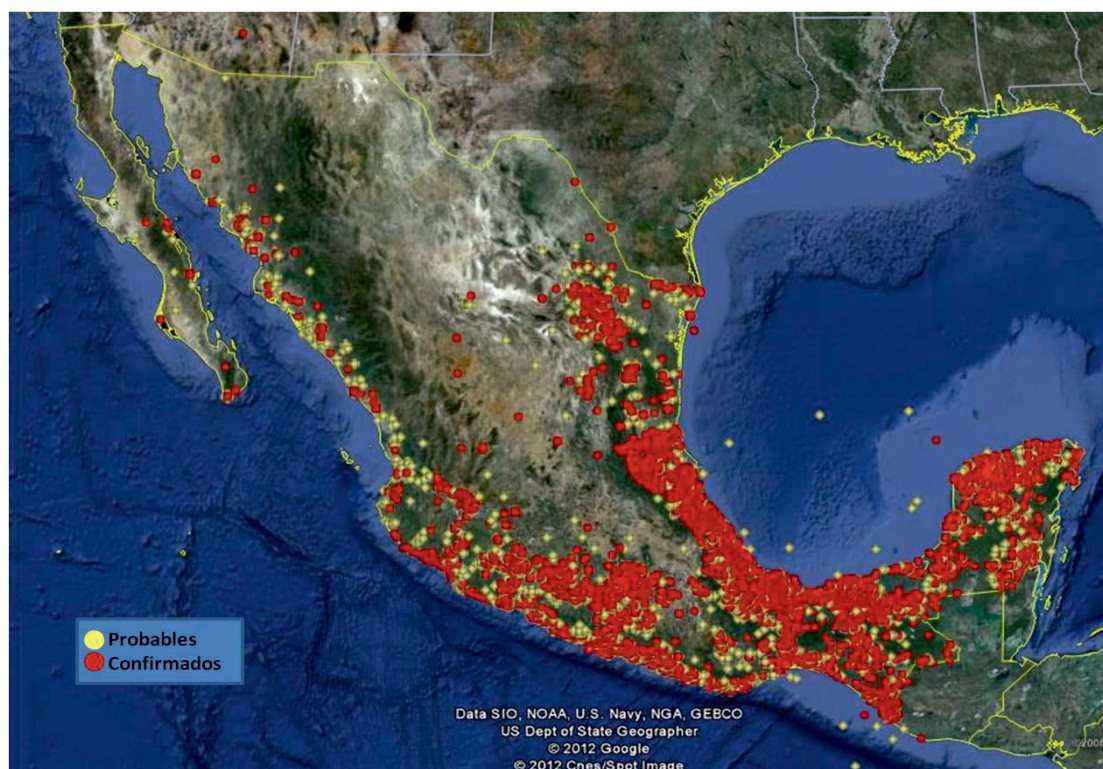 Probables
Confirmados
Data SIO, NOAA, U.S. Navy, NGA, GEBCO
US Dept of State Geographer
© 2012 Google
© 2012 Cnes/Spot Image